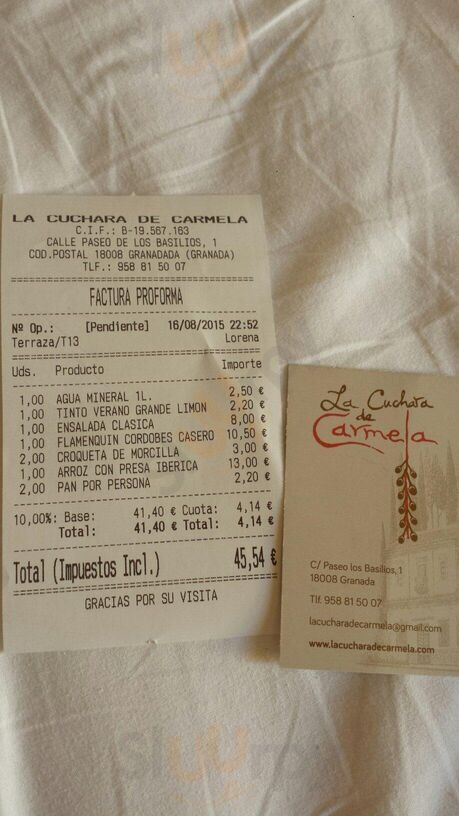 LA CUCHARA DE CARMELA
C.I.F.: B-19.567.163
CALLE PASEO DE LOS BASILIOS, 1
COD.POSTAL 18008 GRANADADA (GRANADA)
TLF.: 958 81 50 07
FACTURA PROFORMA
Nº Op.: [Pendiente] 16/08/2015 22:52
Terraza/T13 Lorena
Uds. Producto Importe
1,00 AGUA MINERAL 1L. 2,50 €
1,00 TINTO VERANO GRANDE LIMON 2,20 €
1,00 ENSALADA CLASICA 8,00 €
1,00 FLAMENQUIN CORDOBES CASERO 10,50 €
2,00 CROQUETA DE MORCILLA 3,00 €
1,00 ARROZ CON PRESA IBERICA 13,00 €
2,00 PAN POR PERSONA 2,20 €
10,00%: Base: 41,40 € Cuota: 4,14 €
Total: 41,40 € Total: 4,14 €
Total (Impuestos Incl.) 45,54 €
GRACIAS POR SU VISITA
La Cuchara
de
Carmela
C/ Paseo los Basilios, 1
18008 Granada
Tlf. 958 81 50 07
lacucharadecarmela@gmail.com
www.lacucharadecarmela.com